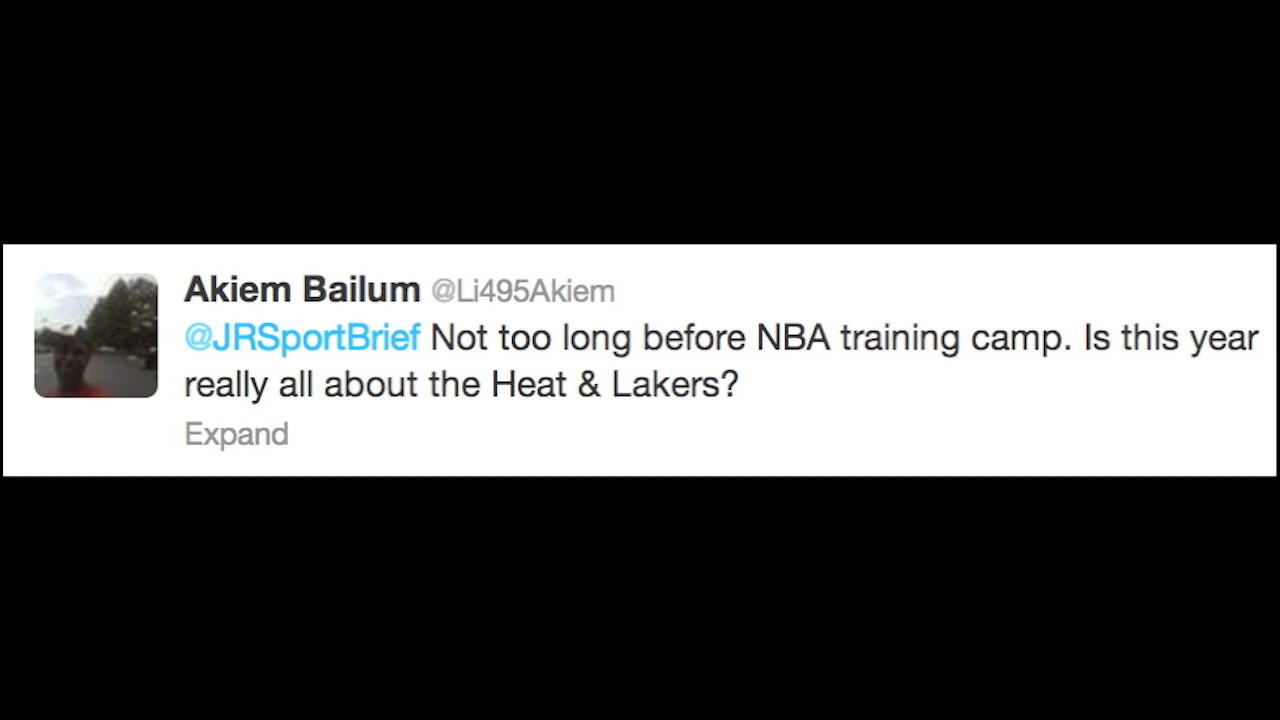 Akiem Bailum @Li495Akiem
@JRSportBrief Not too long before NBA training camp. Is this year
really all about the Heat & Lakers?
Expand